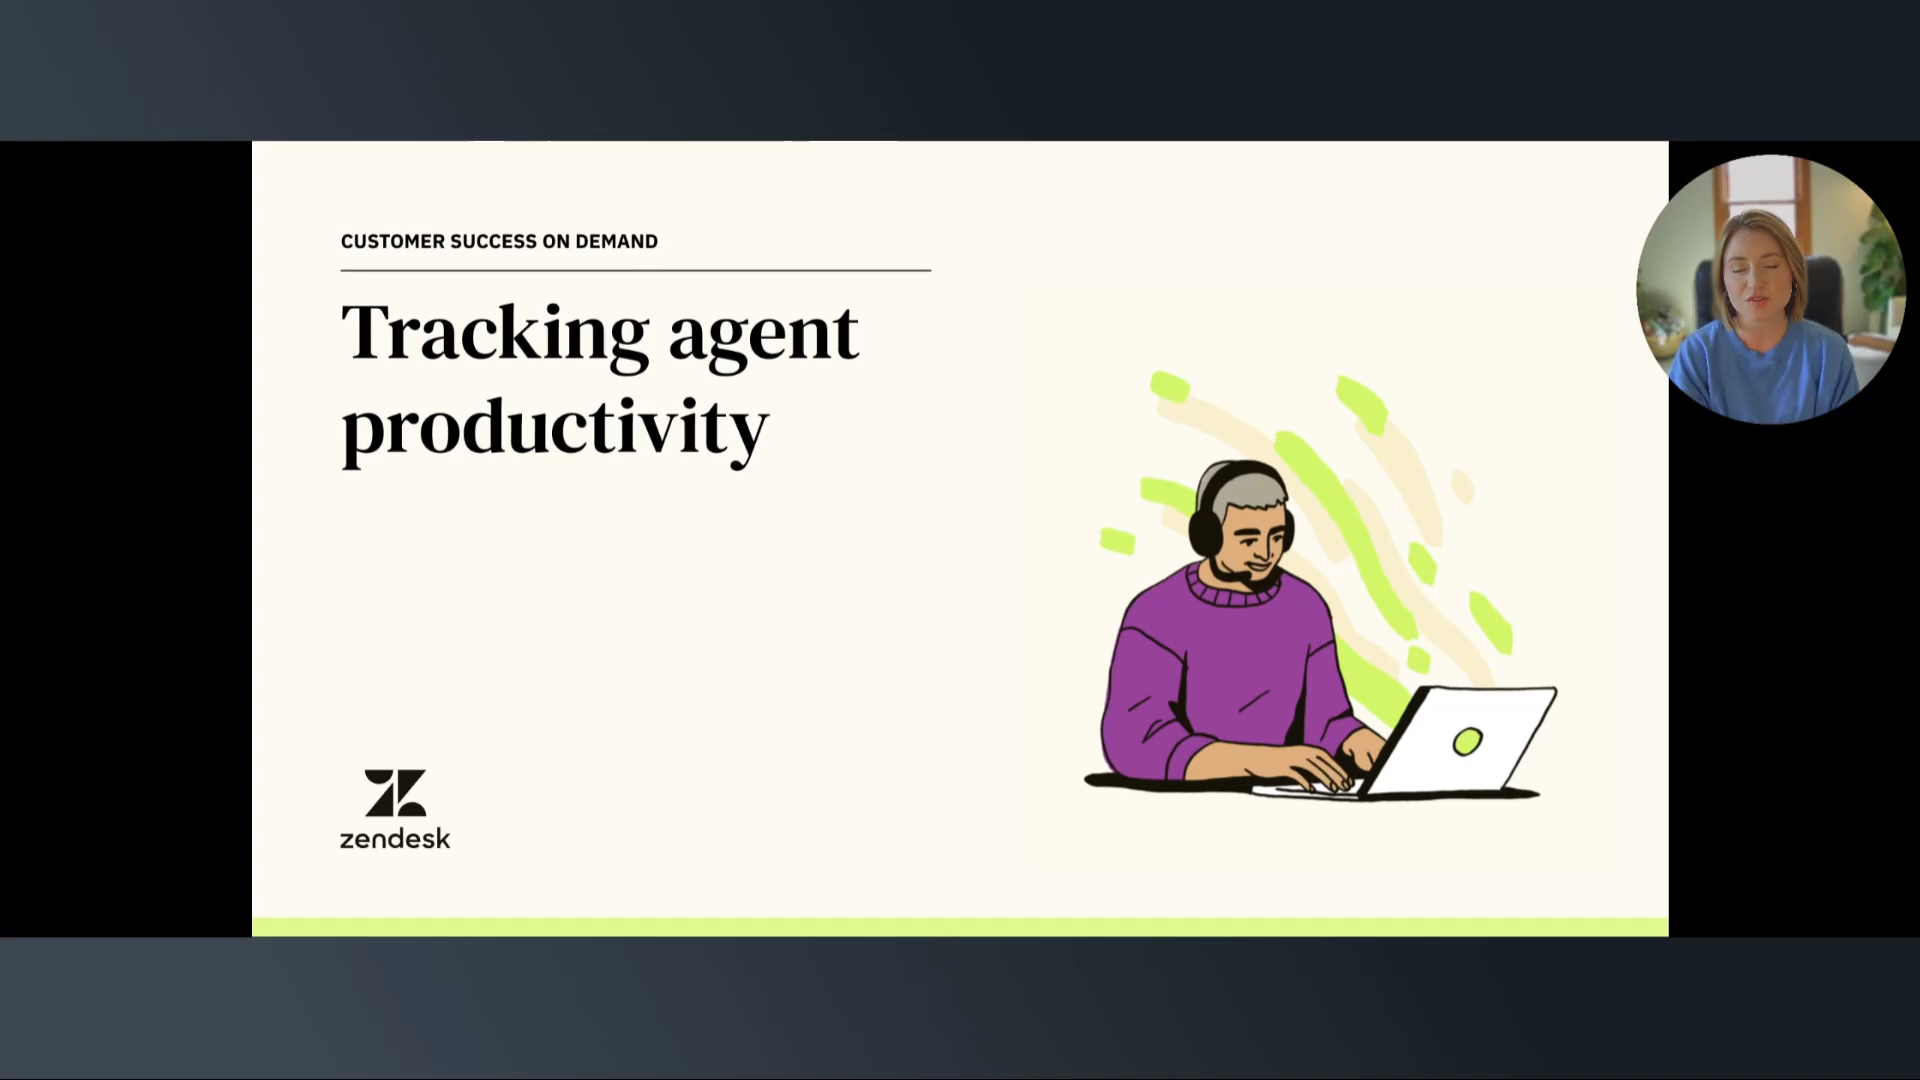 CUSTOMER SUCCESS ON DEMAND
Tracking agent
productivity
zendesk